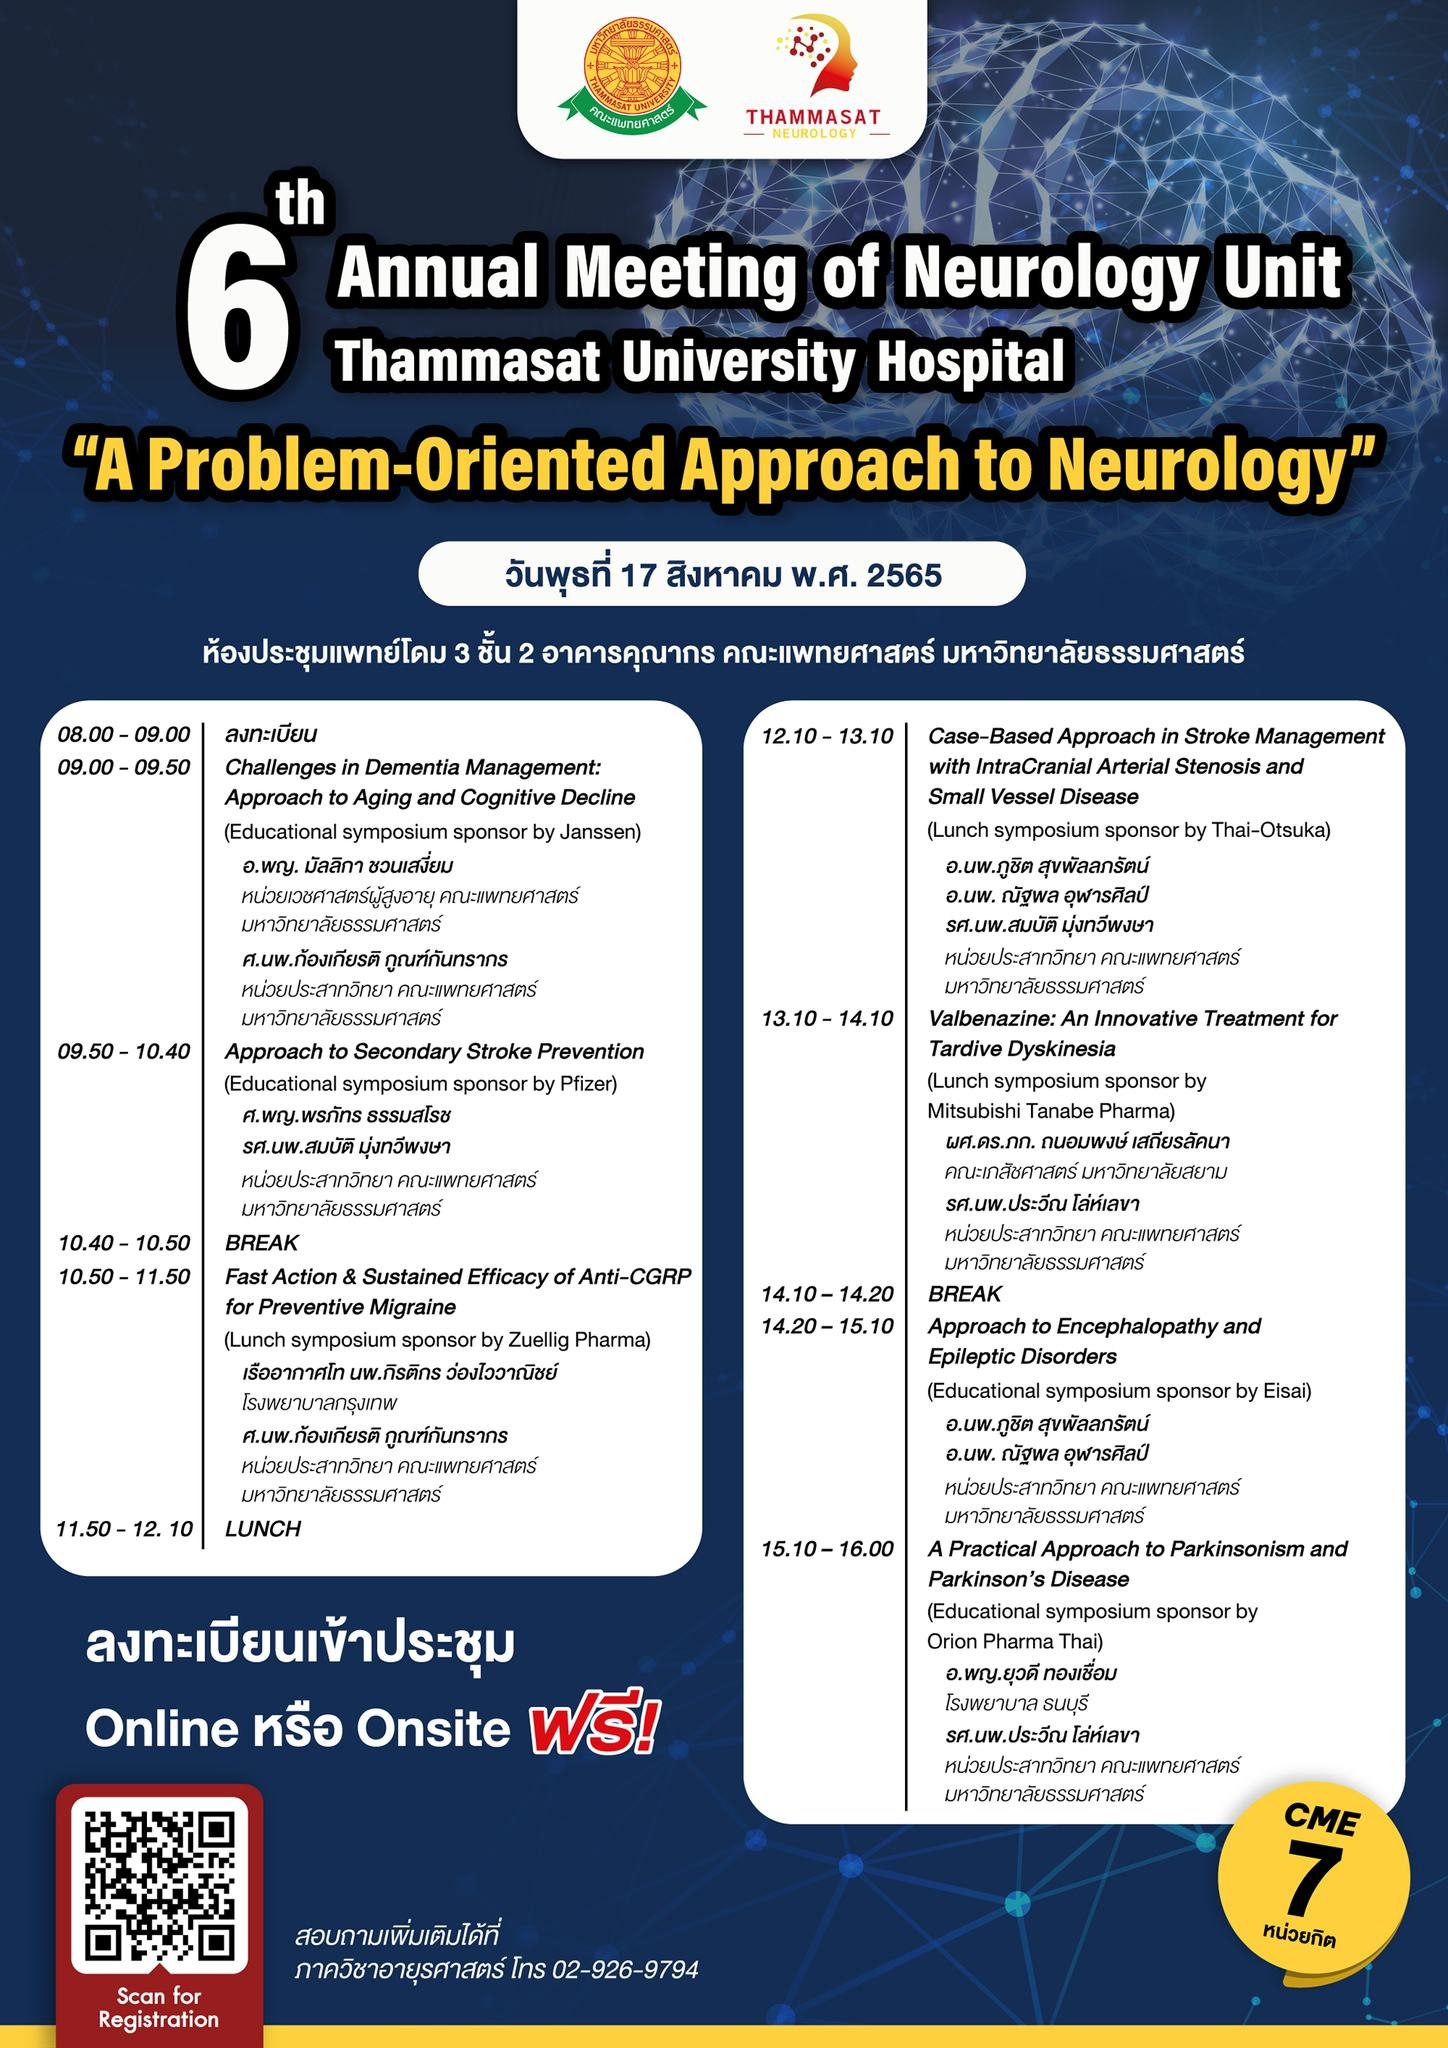 มหาวิทยาลัยธรรมศาสตร์
THAMMASAT UNIVERSITY
คณะแพทยศาสตร์
THAMMASAT
NEUROLOGY
6th Annual Meeting of Neurology Unit
Thammasat University Hospital
“A Problem-Oriented Approach to Neurology”
วันพุธที่ 17 สิงหาคม พ.ศ. 2565
ห้องประชุมแพทย์โดม 3 ชั้น 2 อาคารคุณากร คณะแพทยศาสตร์ มหาวิทยาลัยธรรมศาสตร์
08.00 - 09.00 ลงทะเบียน
09.00 - 09.50 Challenges in Dementia Management:
Approach to Aging and Cognitive Decline
(Educational symposium sponsor by Janssen)
อ.พญ. มัลลิกา ชวนเสงี่ยม
หน่วยเวชศาสตร์ผู้สูงอายุ คณะแพทยศาสตร์
มหาวิทยาลัยธรรมศาสตร์
ศ.นพ.ก้องเกียรติ กูณฑ์กันทรากร
หน่วยประสาทวิทยา คณะแพทยศาสตร์
มหาวิทยาลัยธรรมศาสตร์
09.50 - 10.40 Approach to Secondary Stroke Prevention
(Educational symposium sponsor by Pfizer)
ศ.พญ.พรภัทร ธรรมสโรช
รศ.นพ.สมบัติ มุ่งทวีพงษา
หน่วยประสาทวิทยา คณะแพทยศาสตร์
มหาวิทยาลัยธรรมศาสตร์
10.40 - 10.50 BREAK
10.50 - 11.50 Fast Action & Sustained Efficacy of Anti-CGRP
for Preventive Migraine
(Lunch symposium sponsor by Zuellig Pharma)
เรืออากาศโท นพ.กิรติกร ว่องไววาณิชย์
โรงพยาบาลกรุงเทพ
ศ.นพ.ก้องเกียรติ กูณฑ์กันทรากร
หน่วยประสาทวิทยา คณะแพทยศาสตร์
มหาวิทยาลัยธรรมศาสตร์
11.50 - 12. 10 LUNCH
12.10 - 13.10 Case-Based Approach in Stroke Management
with IntraCranial Arterial Stenosis and
Small Vessel Disease
(Lunch symposium sponsor by Thai-Otsuka)
อ.นพ.ภูชิต สุขพัลลภรัตน์
อ.นพ. ณัฐพล อุฬารศิลป์
รศ.นพ.สมบัติ มุ่งทวีพงษา
หน่วยประสาทวิทยา คณะแพทยศาสตร์
มหาวิทยาลัยธรรมศาสตร์
13.10 - 14.10 Valbenazine: An Innovative Treatment for
Tardive Dyskinesia
(Lunch symposium sponsor by
Mitsubishi Tanabe Pharma)
ผศ.ดร.ภก. ถนอมพงษ์ เสถียรลัคนา
คณะเภสัชศาสตร์ มหาวิทยาลัยสยาม
รศ.นพ.ประวีณ โล่ห์เลขา
หน่วยประสาทวิทยา คณะแพทยศาสตร์
มหาวิทยาลัยธรรมศาสตร์
14.10 – 14.20 BREAK
14.20 – 15.10 Approach to Encephalopathy and
Epileptic Disorders
(Educational symposium sponsor by Eisai)
อ.นพ.ภูชิต สุขพัลลภรัตน์
อ.นพ. ณัฐพล อุฬารศิลป์
หน่วยประสาทวิทยา คณะแพทยศาสตร์
มหาวิทยาลัยธรรมศาสตร์
15.10 – 16.00 A Practical Approach to Parkinsonism and
Parkinson’s Disease
(Educational symposium sponsor by
Orion Pharma Thai)
อ.พญ.ยุวดี ทองเชื่อม
โรงพยาบาล ธนบุรี
รศ.นพ.ประวีณ โล่ห์เลขา
หน่วยประสาทวิทยา คณะแพทยศาสตร์
มหาวิทยาลัยธรรมศาสตร์
ลงทะเบียนเข้าประชุม
Online หรือ Onsite ฟรี!
Scan for
Registration
สอบถามเพิ่มเติมได้ที่
ภาควิชาอายุรศาสตร์ โทร 02-926-9794
CME
7
หน่วยกิต